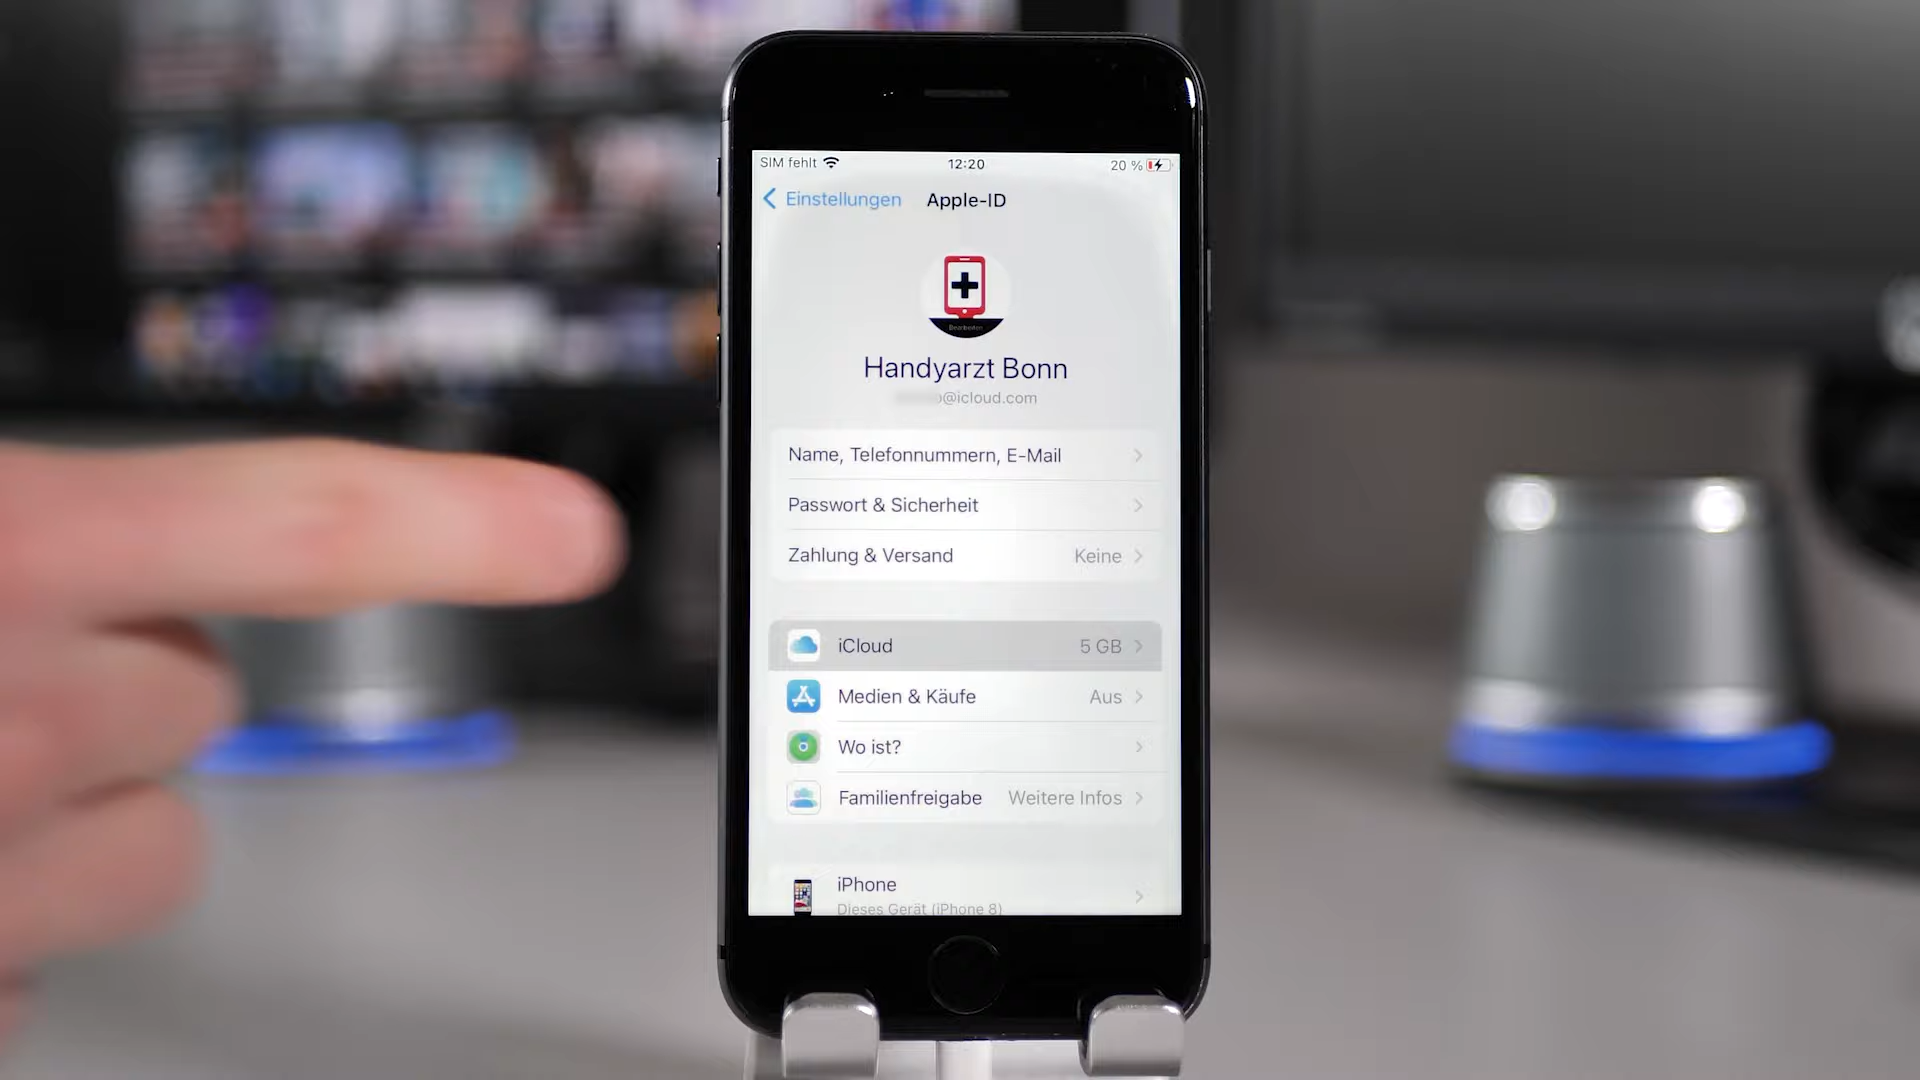 SIM fehlt
12:20
20 %
Einstellungen
Apple-ID
Bearbeiten
Handyarzt Bonn
@icloud.com
Name, Telefonnummern, E-Mail
Passwort & Sicherheit
Zahlung & Versand Keine
iCloud 5 GB
Medien & Käufe Aus
Wo ist?
Familienfreigabe Weitere Infos
iPhone
Dieses Gerät (iPhone 8)